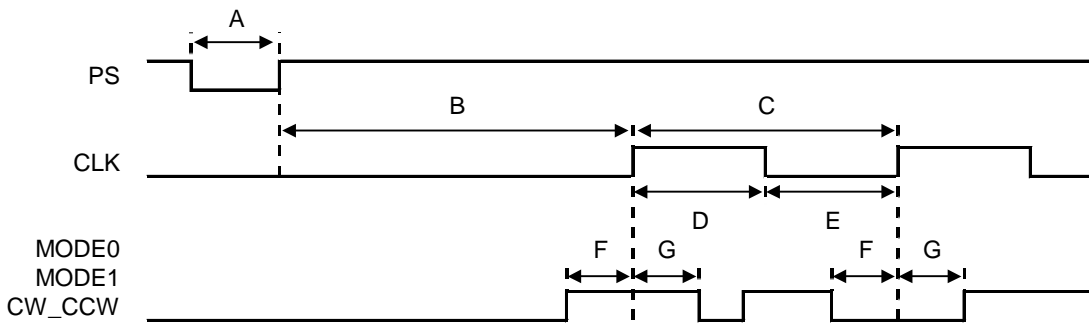 A
PS
B C
CLK
D E
MODE0 F G F G
MODE1
CW_CCW